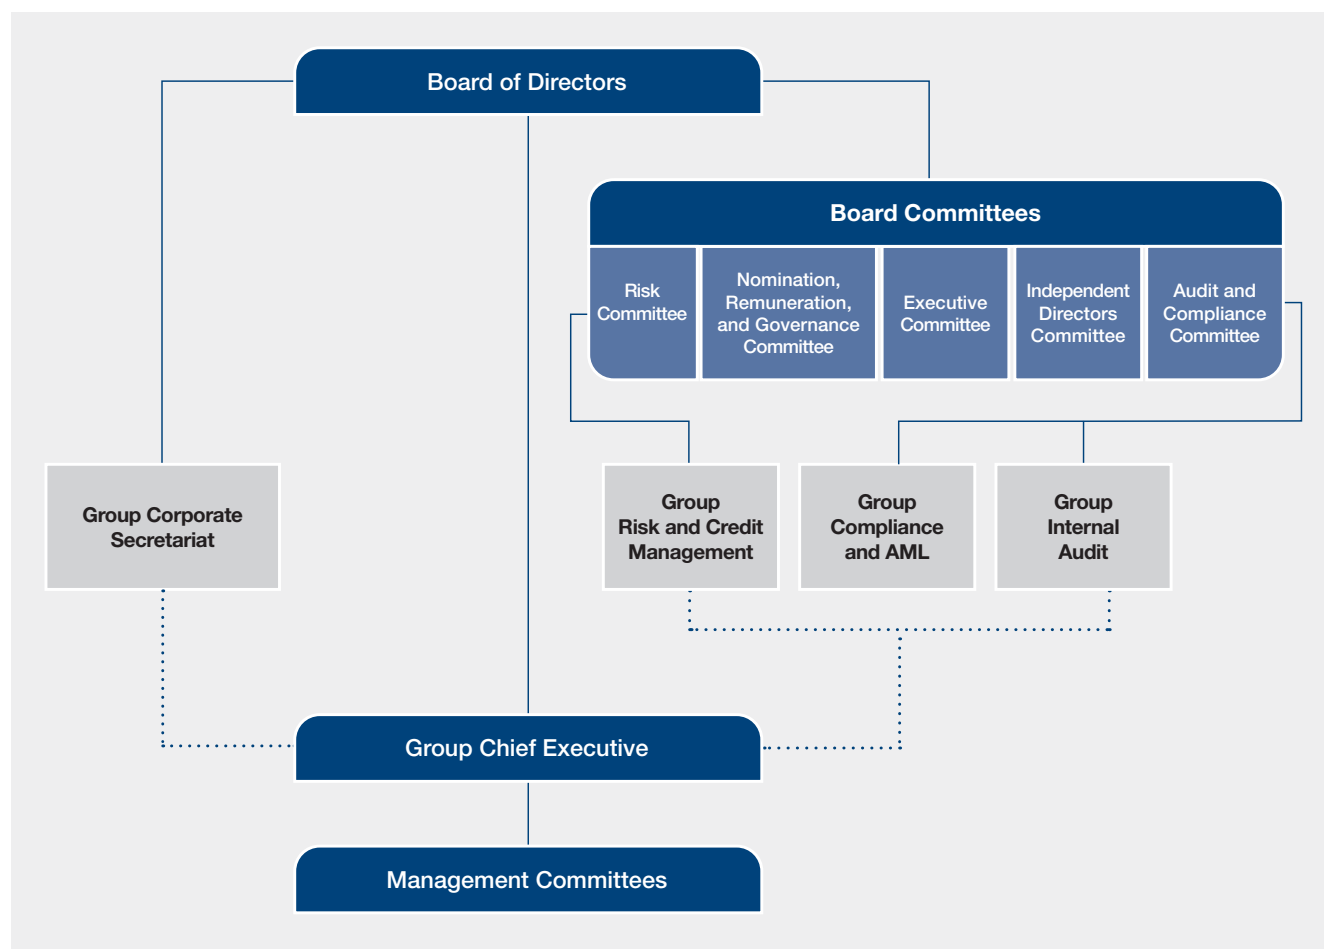 Board of Directors
Board Committees
Risk
Committee
Nomination,
Remuneration,
and Governance
Committee
Executive
Committee
Independent
Directors
Committee
Audit and
Compliance
Committee
Group Corporate
Secretariat
Group
Risk and Credit
Management
Group
Compliance
and AML
Group
Internal
Audit
Group Chief Executive
Management Committees